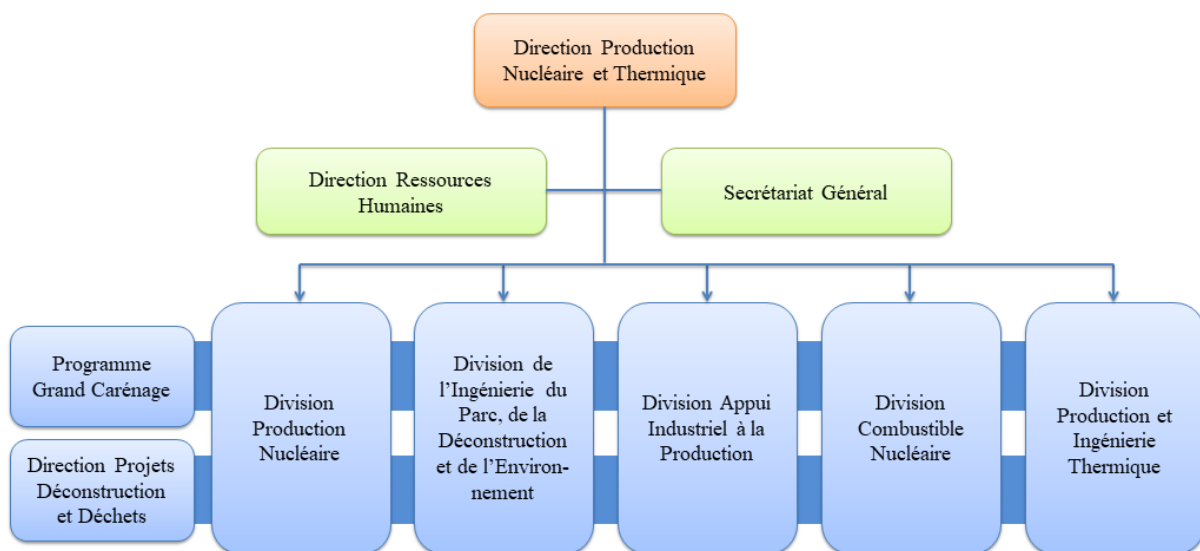 Direction Production
Nucléaire et Thermique
Direction Ressources
Humaines
Secrétariat Général
Programme
Grand Carénage
Direction Projets
Déconstruction
et Déchets
Division
Production
Nucléaire
Division de
l’Ingénierie du
Parc, de la
Déconstruction
et de l’Environ-
nement
Division Appui
Industriel à la
Production
Division
Combustible
Nucléaire
Division
Production et
Ingénierie
Thermique